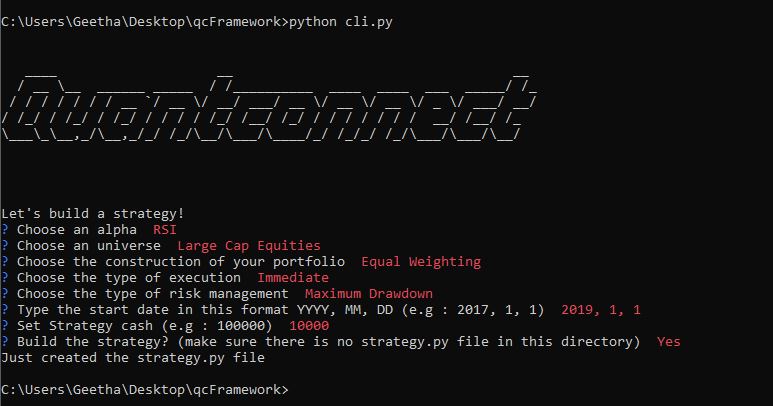 C:\Users\Geetha\Desktop\qcFramework>python cli.py
Quantconnect
Let's build a strategy!
? Choose an alpha  RSI
? Choose an universe  Large Cap Equities
? Choose the construction of your portfolio  Equal Weighting
? Choose the type of execution  Immediate
? Choose the type of risk management  Maximum Drawdown
? Type the start date in this format YYYY, MM, DD (e.g : 2017, 1, 1)  2019, 1, 1
? Set Strategy cash (e.g : 100000)  10000
? Build the strategy? (make sure there is no strategy.py file in this directory)  Yes
Just created the strategy.py file
C:\Users\Geetha\Desktop\qcFramework>